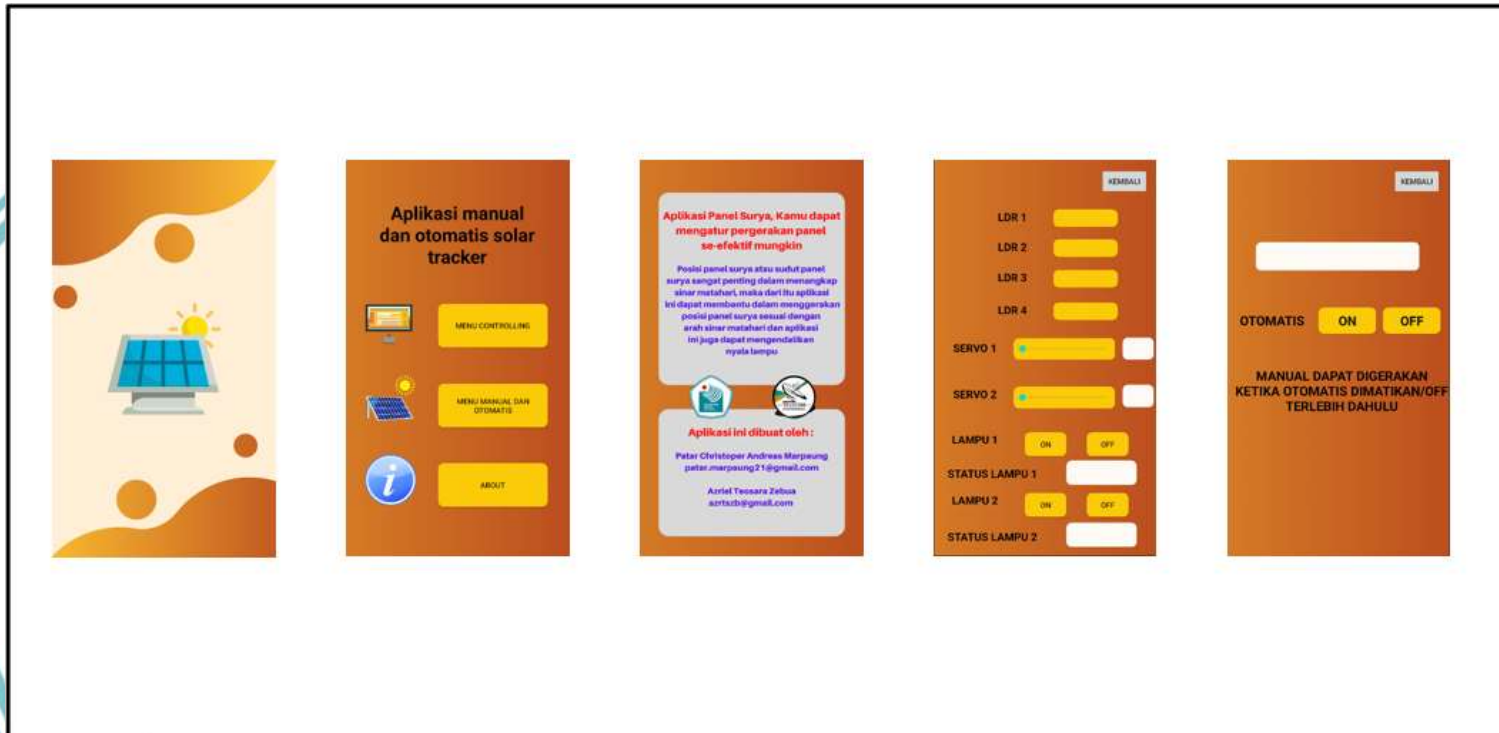 Aplikasi manual
dan otomatis solar
tracker
MENU CONTROLLING
MENU MANUAL DAN
OTOMATIS
ABOUT
Aplikasi Panel Surya, Kamu dapat
mengatur pergerakan panel
se-efektif mungkin
Posisi panel surya atau sudut panel
surya sangat penting dalam menangkap
sinar matahari, maka dari itu aplikasi
ini dapat membantu dalam menggerakan
posisi panel surya sesuai dengan
arah sinar matahari dan aplikasi
ini juga dapat mengendalikan
nyala lampu
Aplikasi ini dibuat oleh :
Patar Christoper Andreas Marpaung
patar.marpaung21@gmail.com
Azriel Teosara Zebua
azrtszb@gmail.com
KEMBALI
LDR 1
LDR 2
LDR 3
LDR 4
SERVO 1
SERVO 2
LAMPU 1 ON OFF
STATUS LAMPU 1
LAMPU 2 ON OFF
STATUS LAMPU 2
KEMBALI
OTOMATIS ON OFF
MANUAL DAPAT DIGERAKAN
KETIKA OTOMATIS DIMATIKAN/OFF
TERLEBIH DAHULU